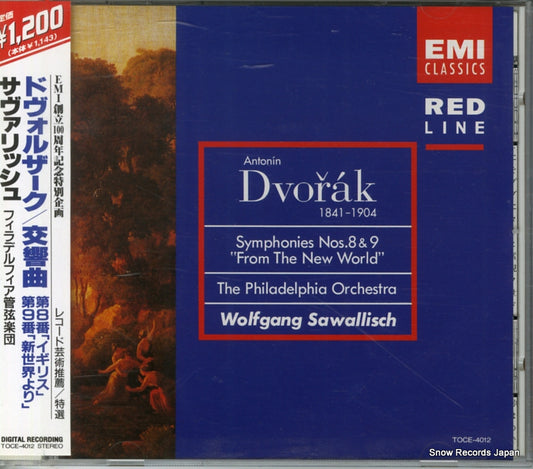 定価
¥1,200
(本体¥1,143)
EMI創立100周年記念特別企画
レコード芸術推薦/特選
ドヴォルザーク/交響曲
第8番「イギリス」
第9番「新世界より」
サヴァリッシュ
フィラデルフィア管弦楽団
DIGITAL RECORDING
TOCE-4012 STEREO
EMI
CLASSICS
RED
LINE
Antonín
Dvořák
1841-1904
Symphonies Nos.8 & 9
"From The New World"
The Philadelphia Orchestra
Wolfgang Sawallisch
TOCE-4012
Snow Records Japan